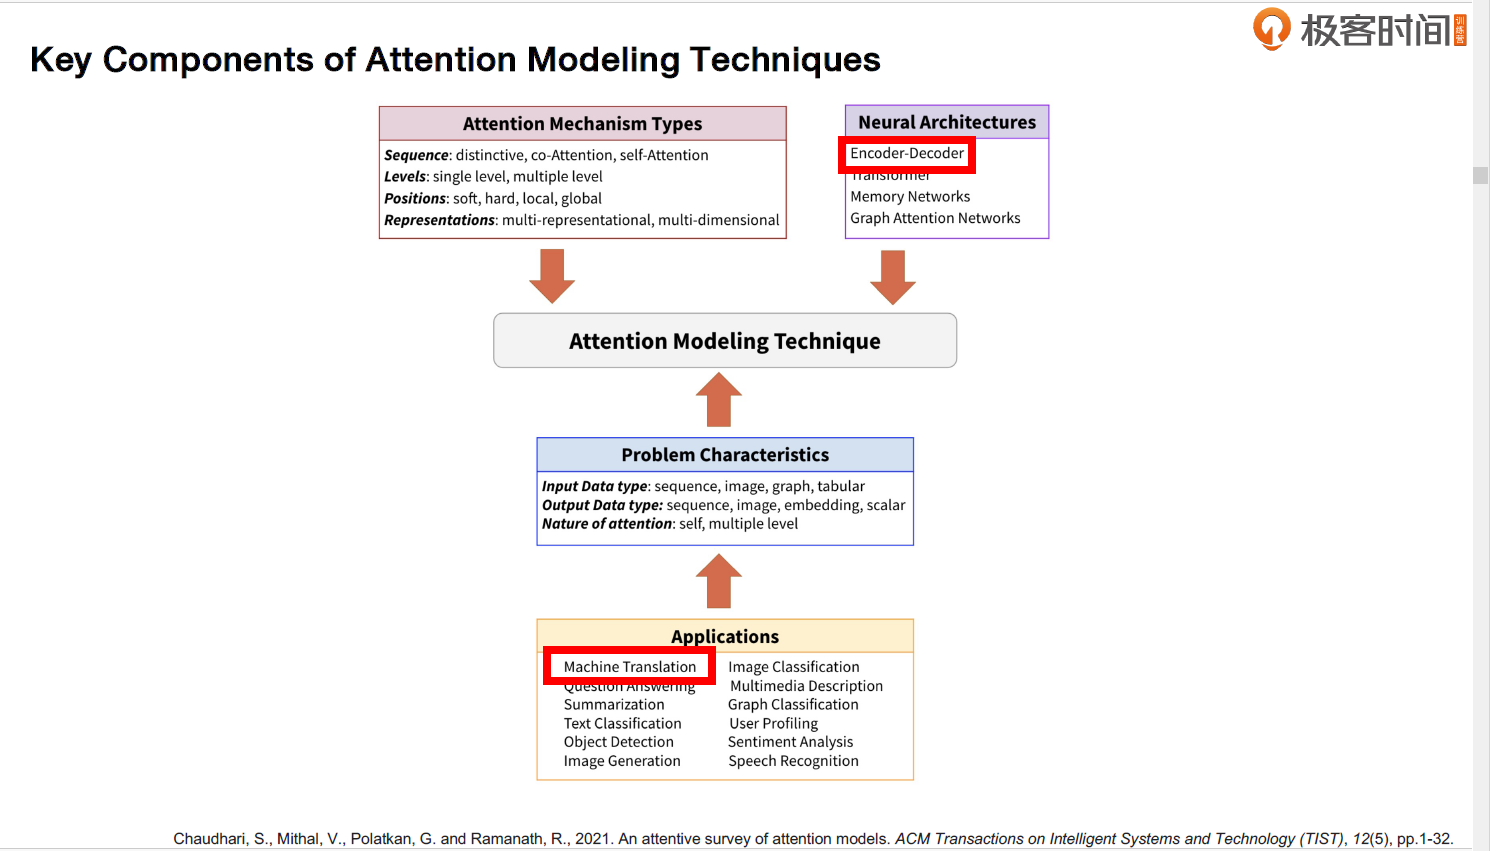 极客时间
训练营
Key Components of Attention Modeling Techniques
Attention Mechanism Types
Sequence: distinctive, co-Attention, self-Attention
Levels: single level, multiple level
Positions: soft, hard, local, global
Representations: multi-representational, multi-dimensional
Neural Architectures
Encoder-Decoder
Transformer
Memory Networks
Graph Attention Networks
Attention Modeling Technique
Problem Characteristics
Input Data type: sequence, image, graph, tabular
Output Data type: sequence, image, embedding, scalar
Nature of attention: self, multiple level
Applications
Machine Translation
Question Answering
Summarization
Text Classification
Object Detection
Image Generation
Image Classification
Multimedia Description
Graph Classification
User Profiling
Sentiment Analysis
Speech Recognition
Chaudhari, S., Mithal, V., Polatkan, G. and Ramanath, R., 2021. An attentive survey of attention models. ACM Transactions on Intelligent Systems and Technology (TIST), 12(5), pp.1-32.